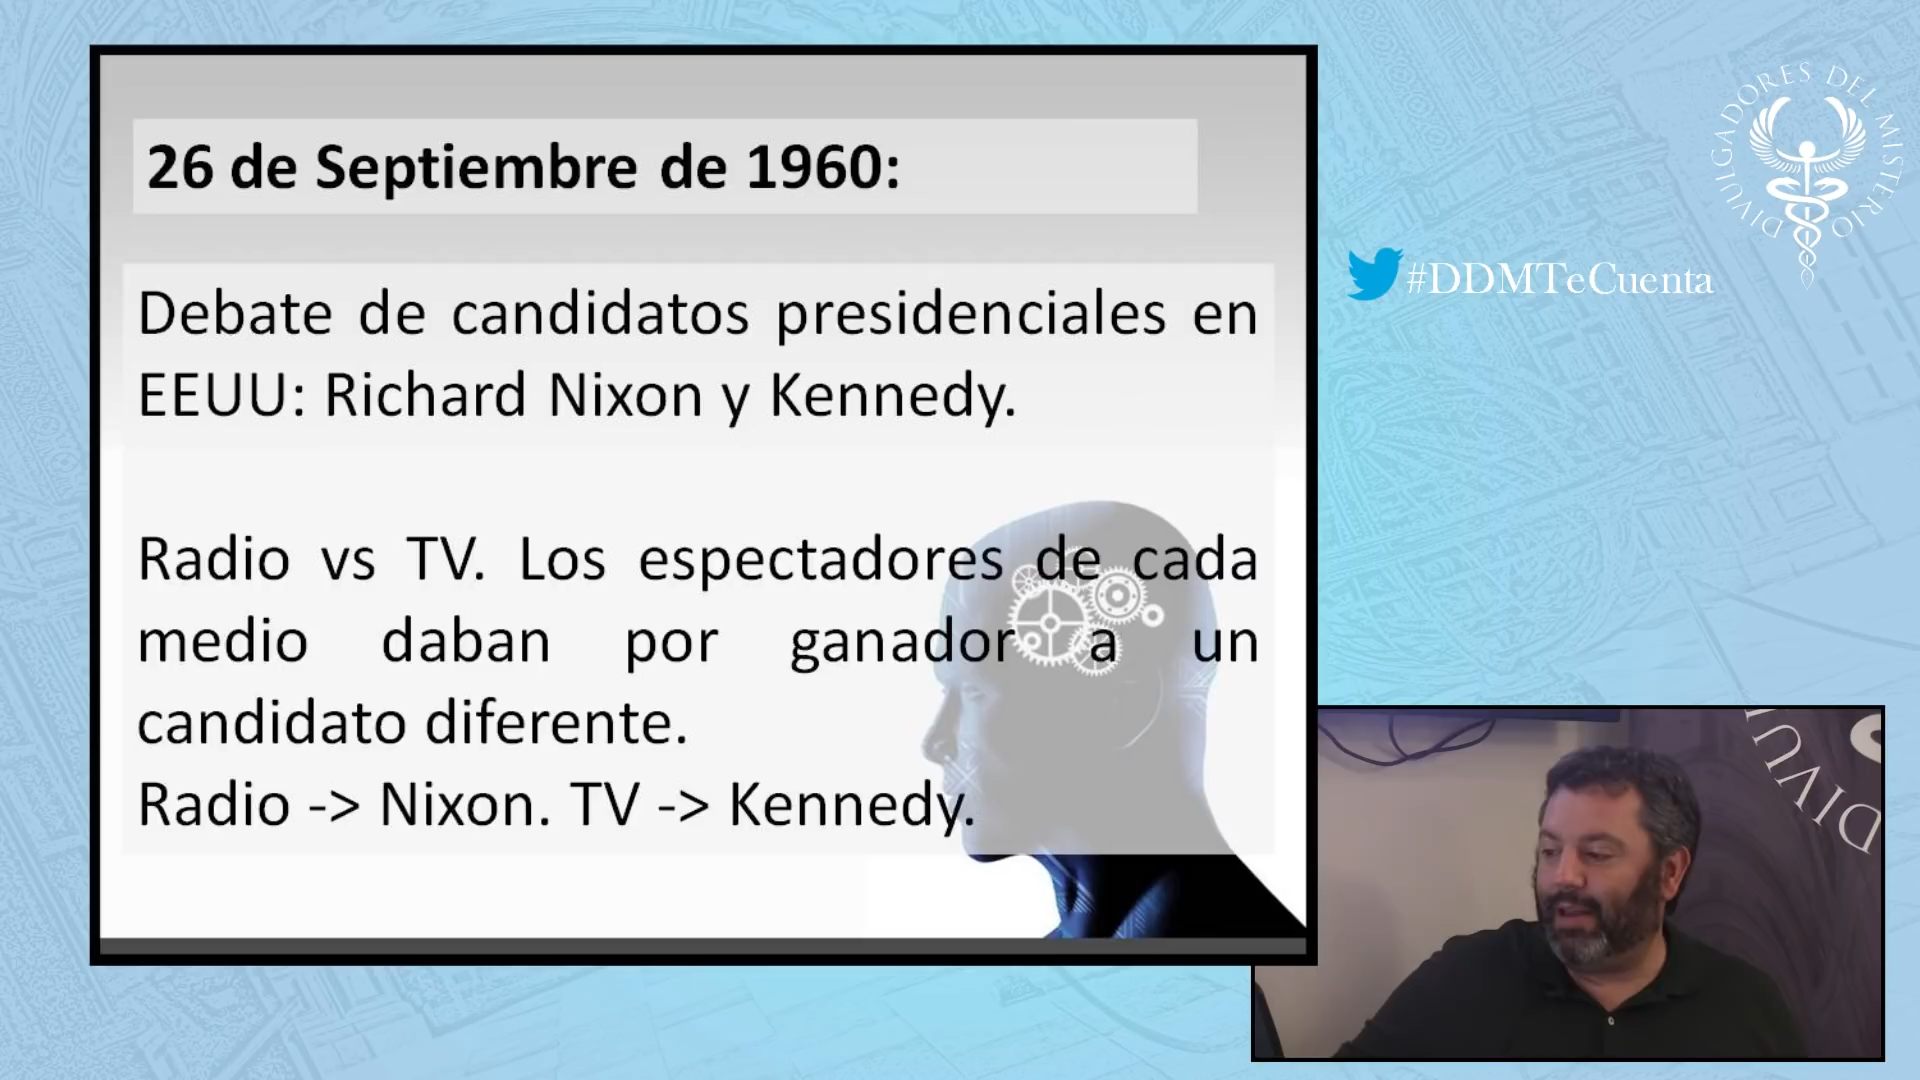 26 de Septiembre de 1960:
Debate de candidatos presidenciales en
EEUU: Richard Nixon y Kennedy.
Radio vs TV. Los espectadores de cada
medio daban por ganador a un
candidato diferente.
Radio -> Nixon. TV -> Kennedy.
DIVULGADORES DEL MISTERIO
#DDMTeCuenta
DIVU